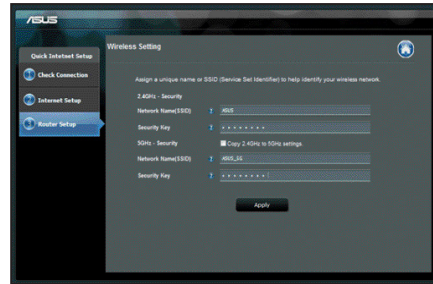 ASUS
Quick Intetnet Setup
Check Connection
Internet Setup
Router Setup
Wireless Setting
Assign a unique name or SSID (Service Set Identifier) to help identify your wireless network.
2.4GHz - Security
Network Name(SSID) ? ASUS
Security Key ?
5GHz - Security Copy 2.4GHz to 5GHz settings.
Network Name(SSID) ? ASUS_5G
Security Key ?
Apply